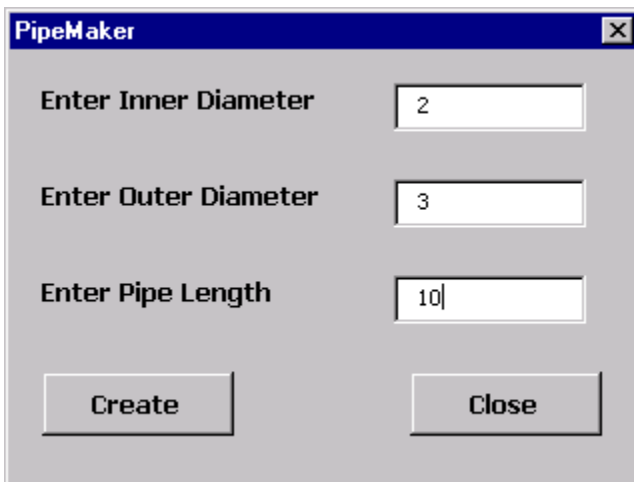 PipeMaker
Enter Inner Diameter 2
Enter Outer Diameter 3
Enter Pipe Length 10
Create Close